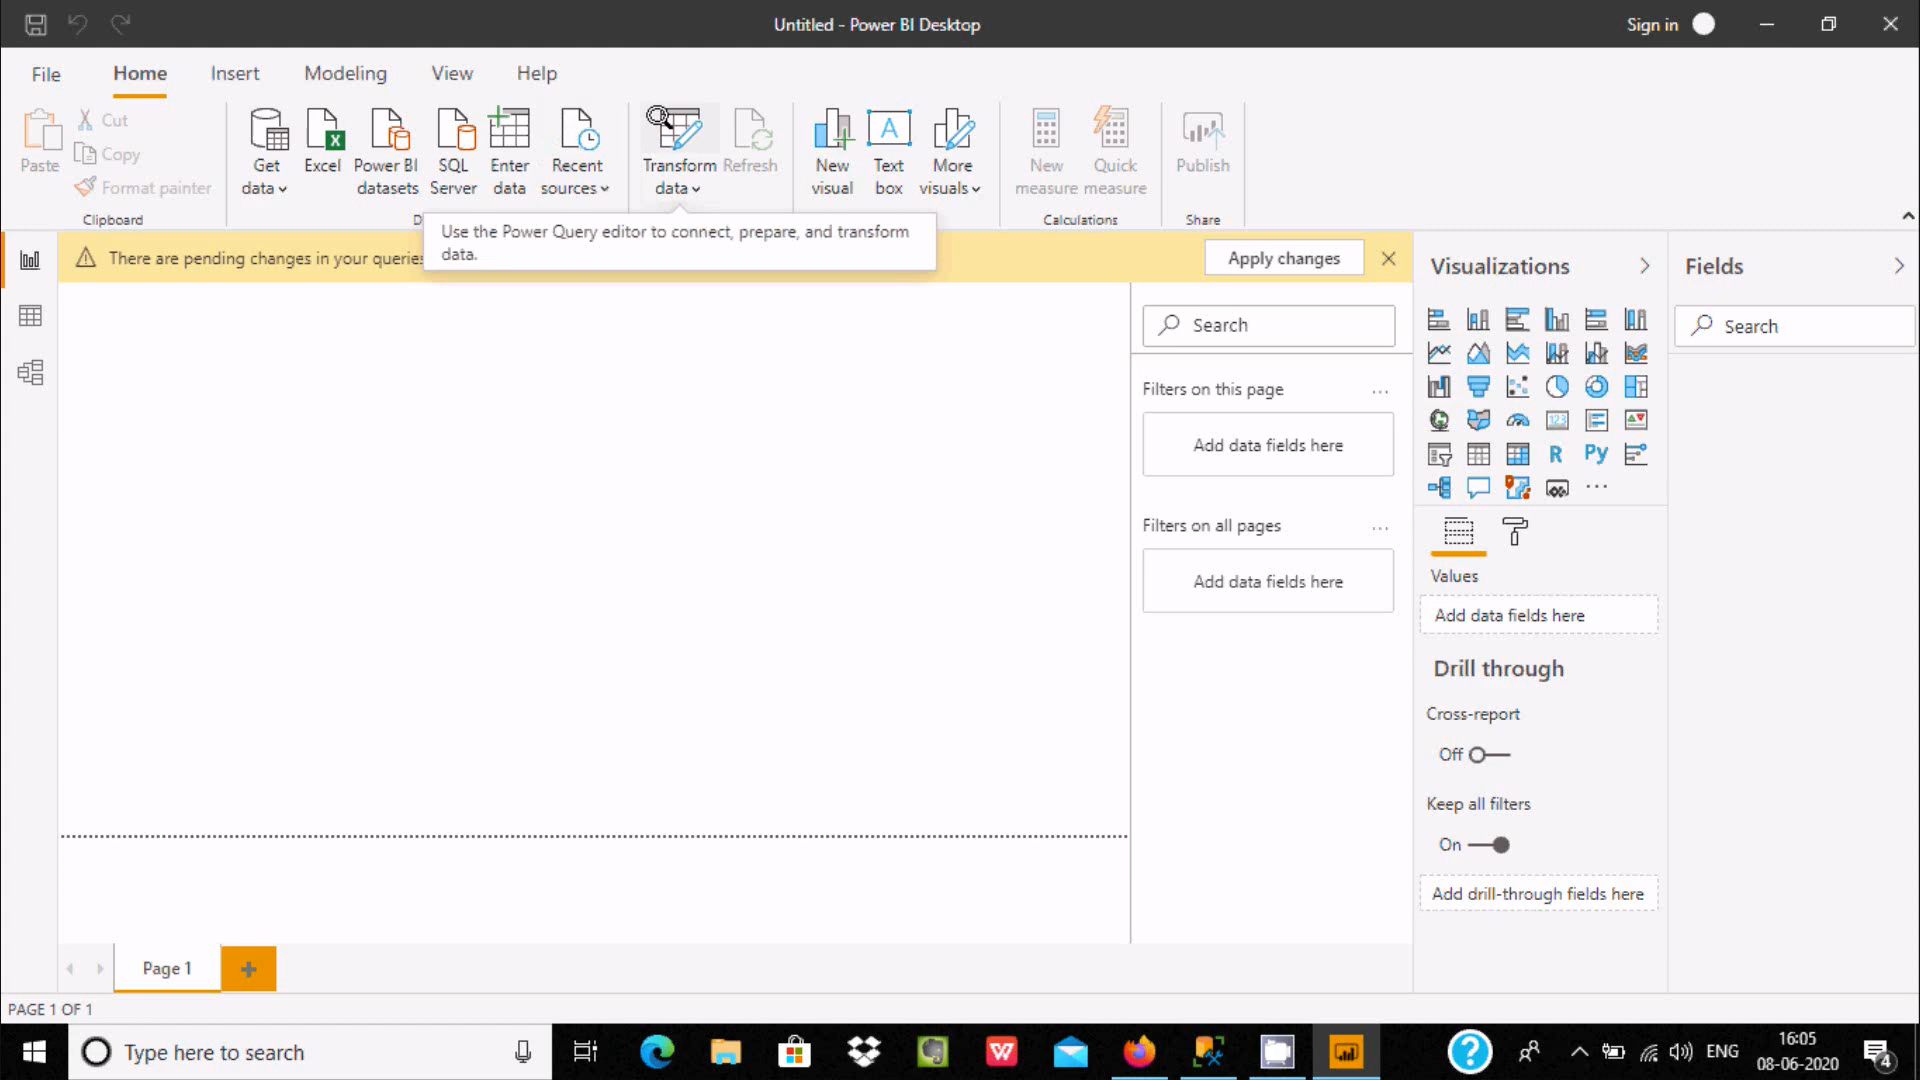 Untitled - Power BI Desktop
Sign in
File
Home
Insert
Modeling
View
Help
Paste
Cut
Copy
Format painter
Clipboard
Get data
Excel
Power BI datasets
SQL Server
Enter data
Recent sources
Transform data
Refresh
New visual
Text box
More visuals
New measure
Quick measure
Calculations
Publish
Share
Use the Power Query editor to connect, prepare, and transform
data.
There are pending changes in your querie
Apply changes
Search
Filters on this page
Add data fields here
Filters on all pages
Add data fields here
Visualizations
123
R
Py
Values
Add data fields here
Drill through
Cross-report
Off
Keep all filters
On
Add drill-through fields here
Fields
Search
Page 1
PAGE 1 OF 1
Type here to search
ENG
16:05
08-06-2020
4